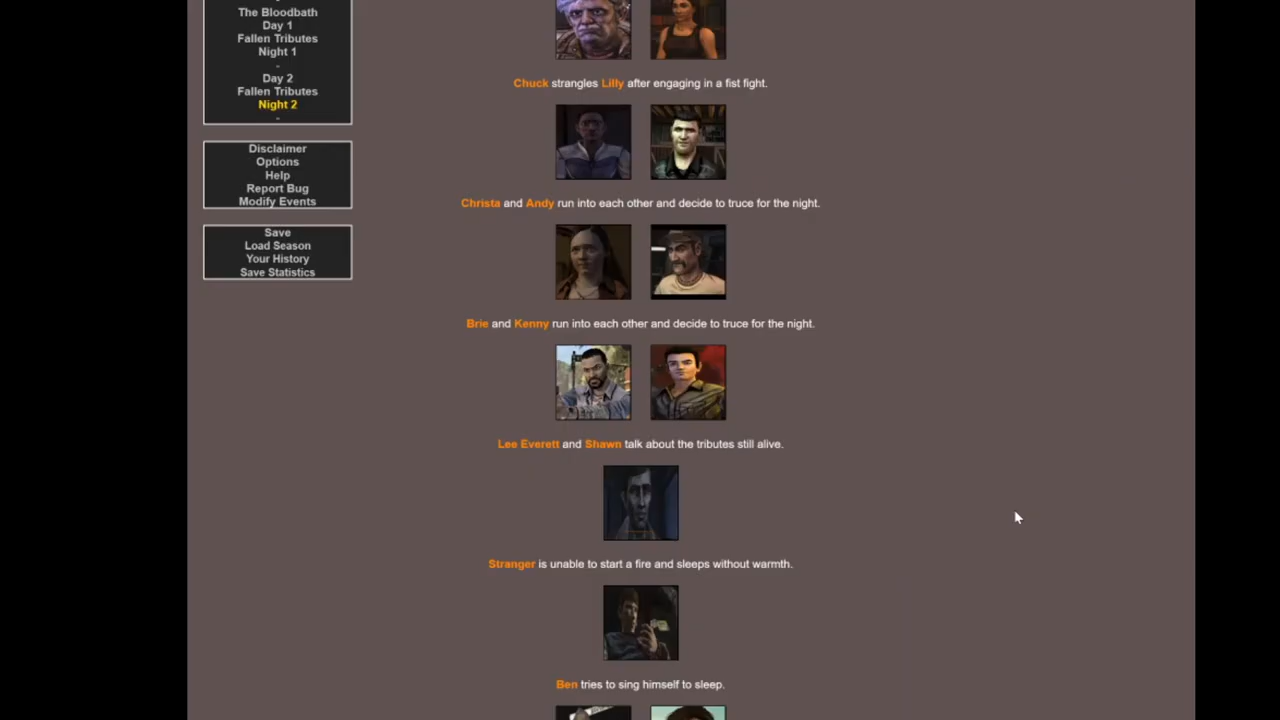 The Bloodbath
Day 1
Fallen Tributes
Night 1
-
Day 2
Fallen Tributes
Night 2
-
Disclaimer
Options
Help
Report Bug
Modify Events
Save
Load Season
Your History
Save Statistics
Chuck strangles Lilly after engaging in a fist fight.
Christa and Andy run into each other and decide to truce for the night.
Brie and Kenny run into each other and decide to truce for the night.
Lee Everett and Shawn talk about the tributes still alive.
Stranger is unable to start a fire and sleeps without warmth.
Ben tries to sing himself to sleep.